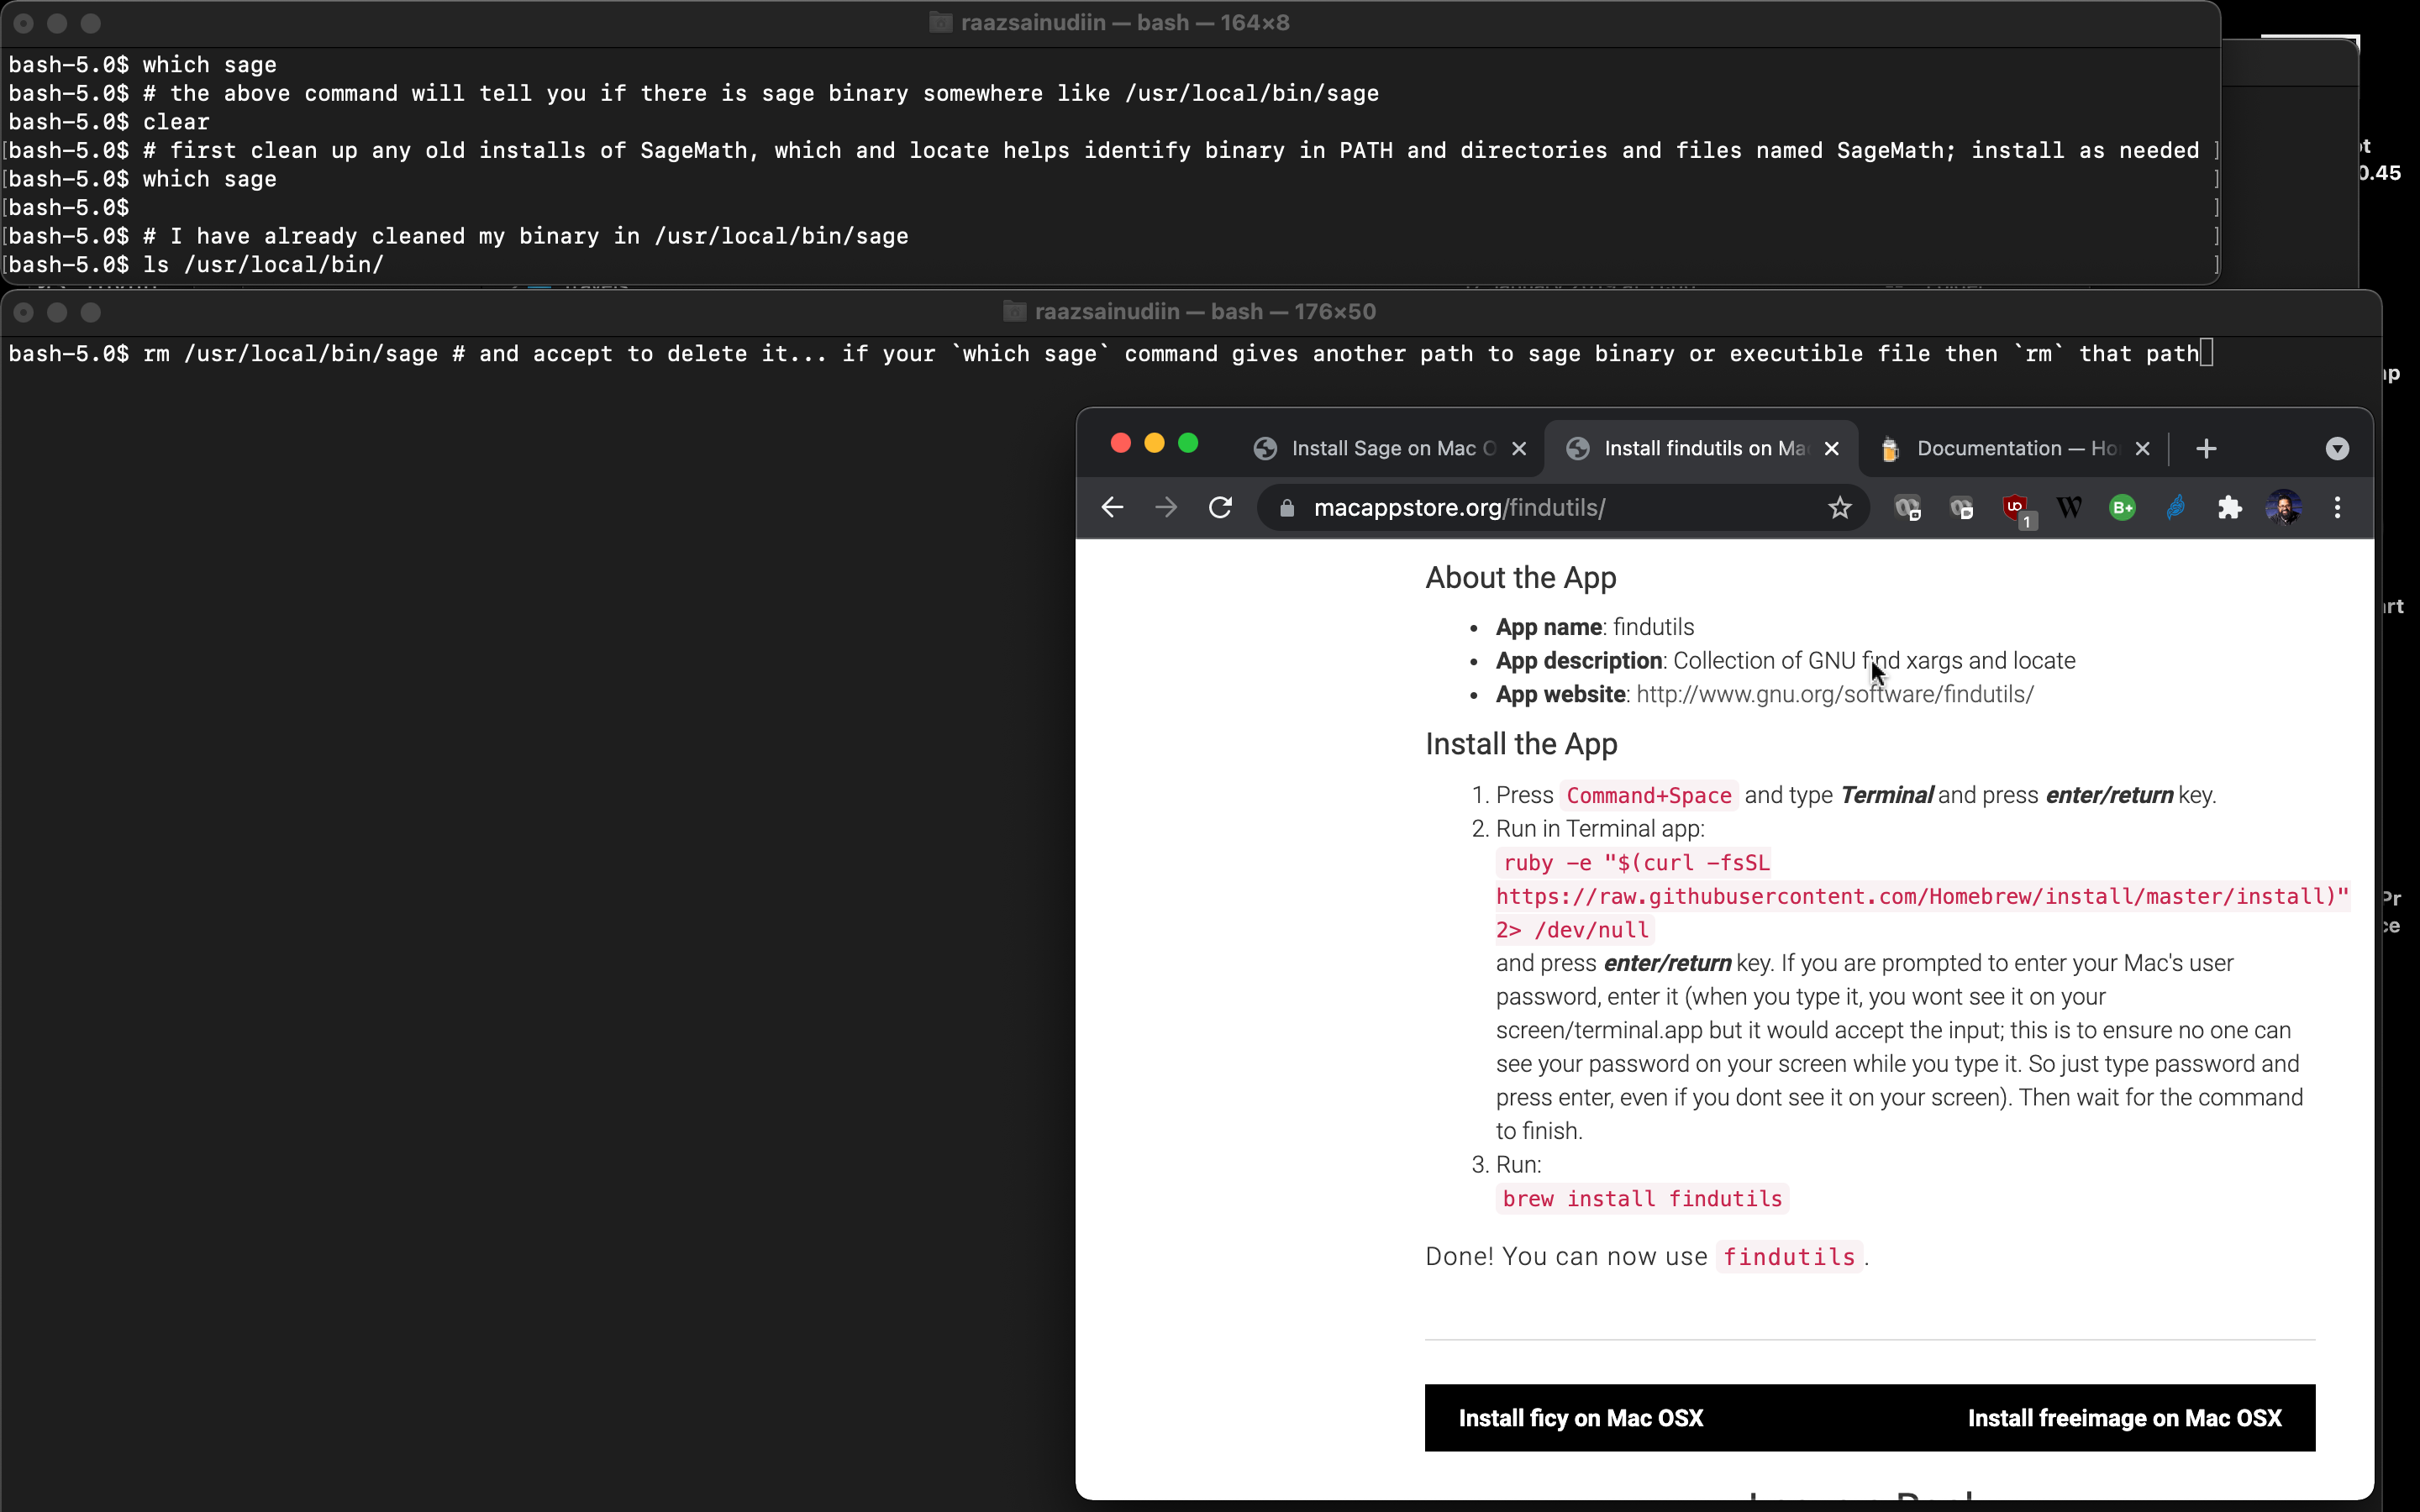 raazsainudiin — bash — 164×8
bash-5.0$ which sage
bash-5.0$ # the above command will tell you if there is sage binary somewhere like /usr/local/bin/sage
bash-5.0$ clear
[bash-5.0$ # first clean up any old installs of SageMath, which and locate helps identify binary in PATH and directories and files named SageMath; install as needed ]
[bash-5.0$ which sage ]
[bash-5.0$ ]
[bash-5.0$ # I have already cleaned my binary in /usr/local/bin/sage ]
[bash-5.0$ ls /usr/local/bin/ ]
0.45
raazsainudiin — bash — 176×50
bash-5.0$ rm /usr/local/bin/sage # and accept to delete it... if your `which sage` command gives another path to sage binary or executible file then `rm` that path
Install Sage on Mac O
Install findutils on Ma
Documentation — Ho
macappstore.org/findutils/
UO
1
W
B+
About the App
• App name: findutils
• App description: Collection of GNU find xargs and locate
• App website: http://www.gnu.org/software/findutils/
Install the App
1. Press Command+Space and type Terminal and press enter/return key.
2. Run in Terminal app:
ruby -e "$(curl -fsSL
https://raw.githubusercontent.com/Homebrew/install/master/install)"
2> /dev/null
and press enter/return key. If you are prompted to enter your Mac's user
password, enter it (when you type it, you wont see it on your
screen/terminal.app but it would accept the input; this is to ensure no one can
see your password on your screen while you type it. So just type password and
press enter, even if you dont see it on your screen). Then wait for the command
to finish.
3. Run:
brew install findutils
Done! You can now use findutils.
Install ficy on Mac OSX
Install freeimage on Mac OSX